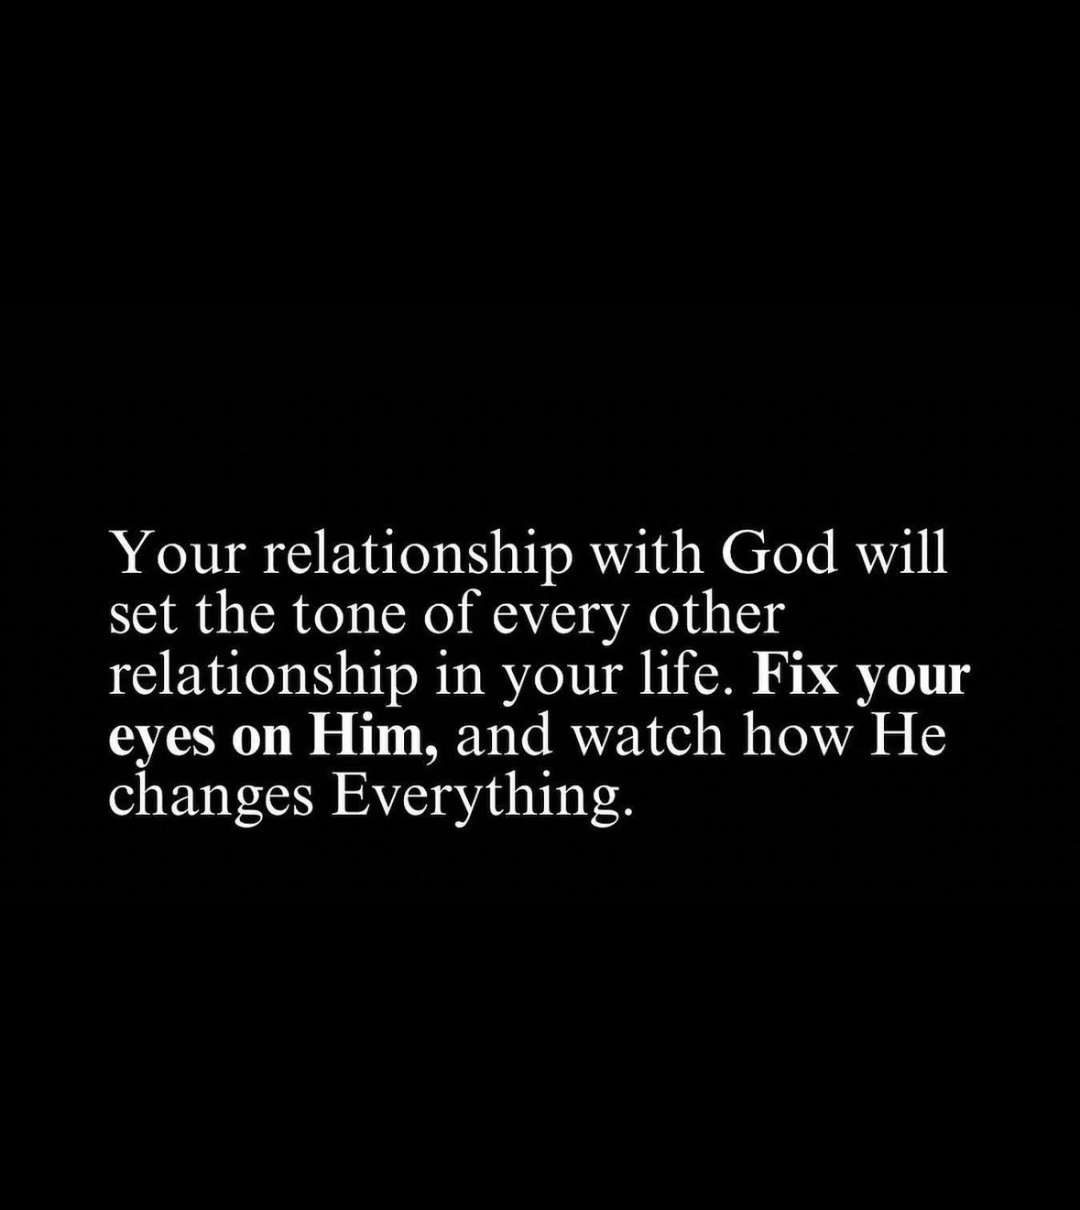 Your relationship with God will
set the tone of every other
relationship in your life. Fix your
eyes on Him, and watch how He
changes Everything.